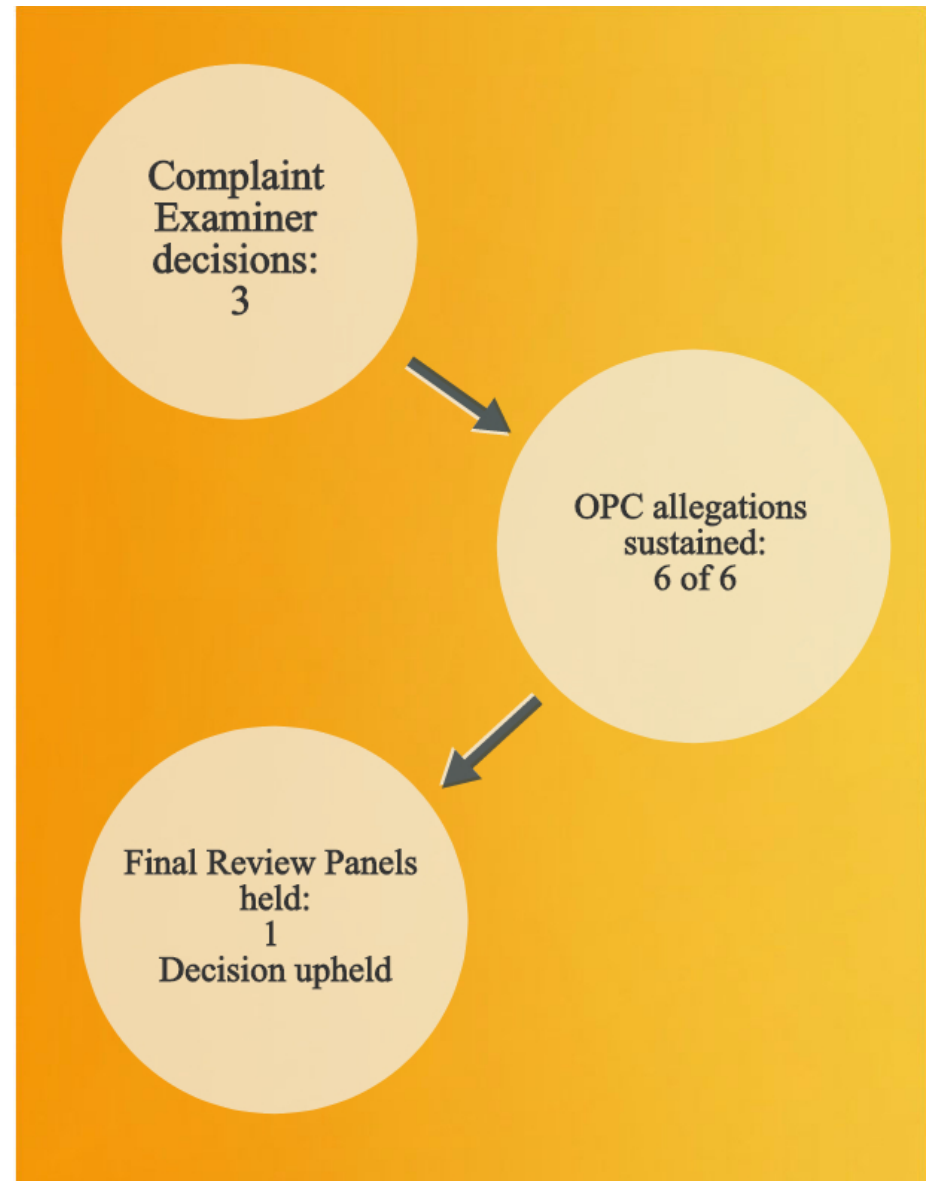 Complaint
Examiner
decisions:
3
OPC allegations
sustained:
6 of 6
Final Review Panels
held:
1
Decision upheld